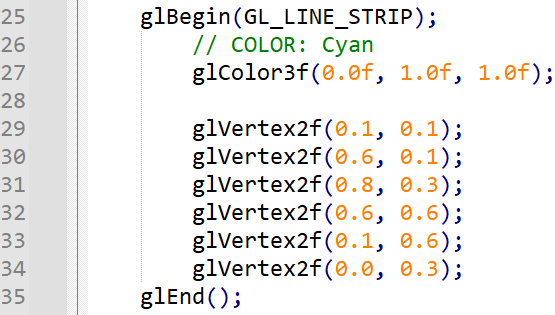 25 glBegin(GL_LINE_STRIP);
26 // COLOR: Cyan
27 glColor3f(0.0f, 1.0f, 1.0f);
28
29 glVertex2f(0.1, 0.1);
30 glVertex2f(0.6, 0.1);
31 glVertex2f(0.8, 0.3);
32 glVertex2f(0.6, 0.6);
33 glVertex2f(0.1, 0.6);
34 glVertex2f(0.0, 0.3);
35 glEnd();